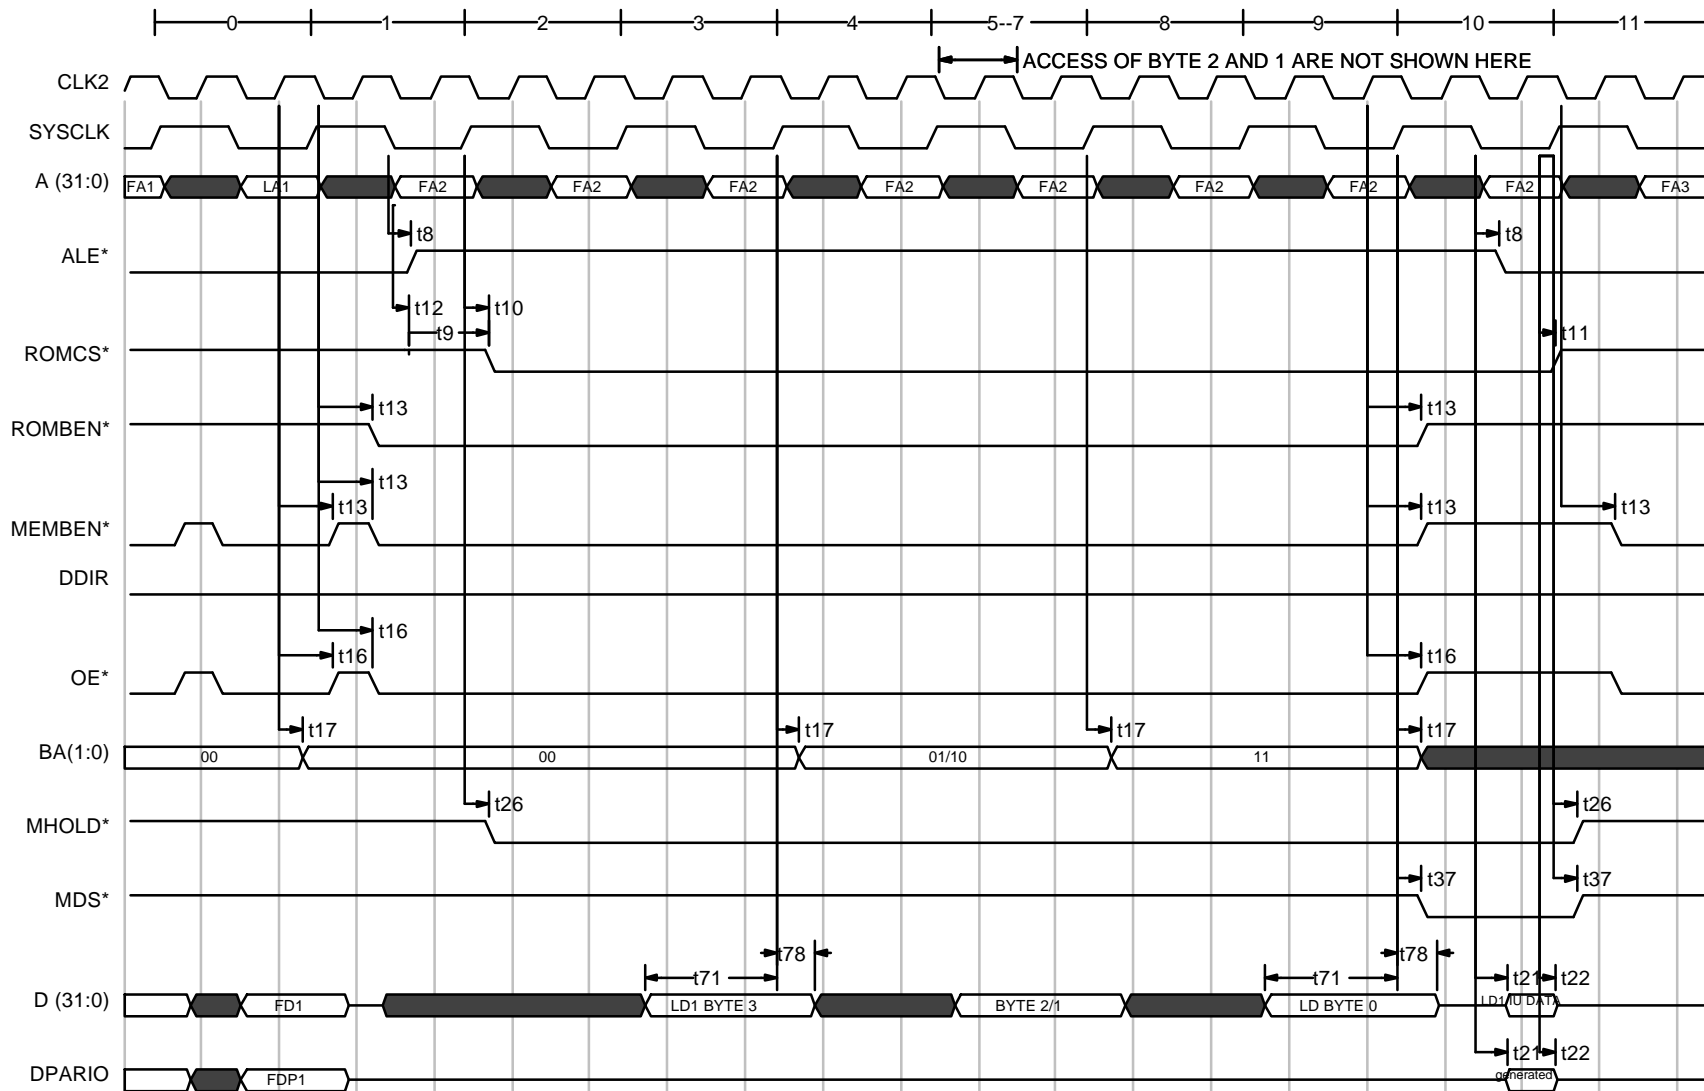 0 1 2 3 4 5--7 8 9 10 11
ACCESS OF BYTE 2 AND 1 ARE NOT SHOWN HERE
CLK2
SYSCLK
A (31:0) FA1 LA1 FA2 FA2 FA2 FA2 FA2 FA2 FA2 FA2 FA3
t8 t8
ALE*
t12 t10
t9 t11
ROMCS*
t13 t13
ROMBEN*
t13
t13 t13 t13
MEMBEN*
DDIR
t16
t16 t16
OE*
t17 t17 t17 t17
BA(1:0) 00 00 01/10 11
t26 t26
MHOLD*
t37 t37
MDS*
t78 t78
t71 t71 t21 t22
D (31:0) FD1 LD1 BYTE 3 BYTE 2/1 LD BYTE 0 LD1 IU DATA
t21 t22
DPARIO FDP1 generated